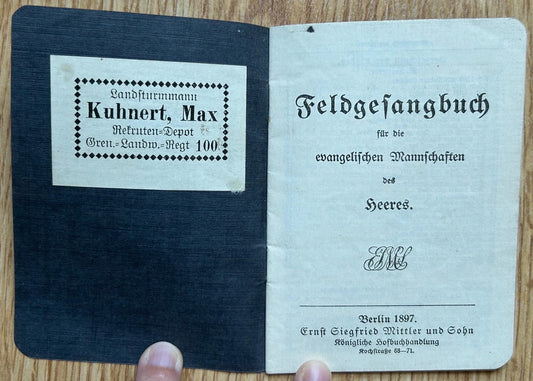 Landsturmmann
Kuhnert, Max
Rekruten=Depot
Gren.=Landw.=Regt 100
Feldgesangbuch
für die
evangelischen Mannschaften
des
Heeres.
Berlin 1897.
Ernst Siegfried Mittler und Sohn
Königliche Hofbuchhandlung
Kochstraße 68–71.